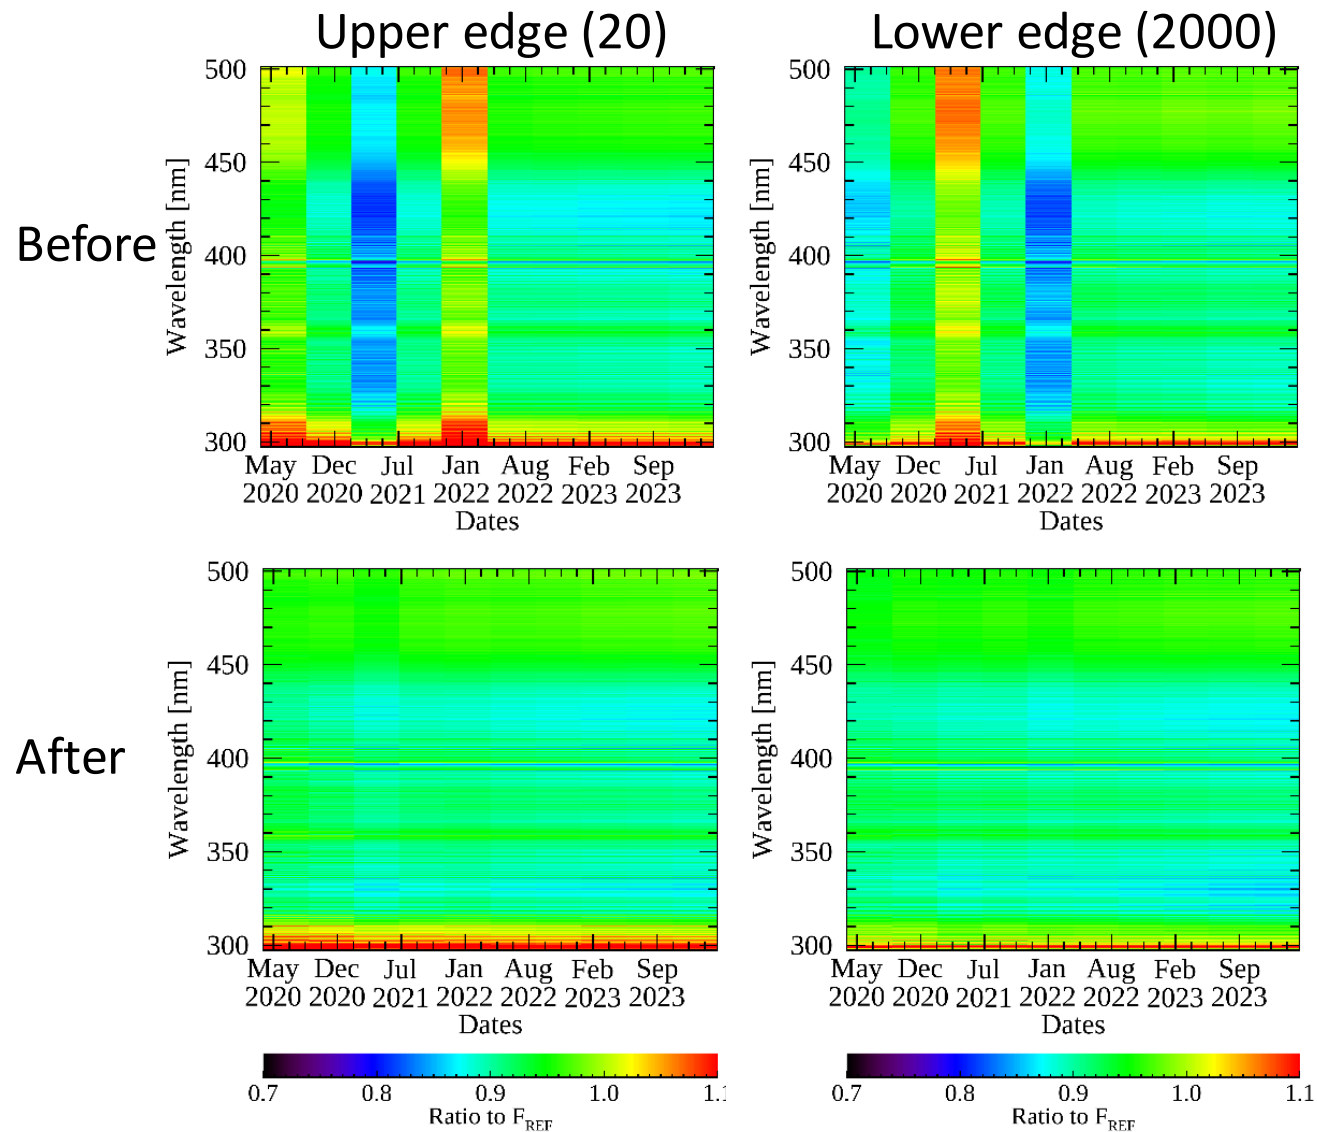 Upper edge (20) Lower edge (2000)
Before
Wavelength [nm]
500
450
400
350
300
May Dec Jul Jan Aug Feb Sep
2020 2020 2021 2022 2022 2023 2023
Dates
Wavelength [nm]
500
450
400
350
300
May Dec Jul Jan Aug Feb Sep
2020 2020 2021 2022 2022 2023 2023
Dates
After
Wavelength [nm]
500
450
400
350
300
May Dec Jul Jan Aug Feb Sep
2020 2020 2021 2022 2022 2023 2023
Dates
Wavelength [nm]
500
450
400
350
300
May Dec Jul Jan Aug Feb Sep
2020 2020 2021 2022 2022 2023 2023
Dates
0.7 0.8 0.9 1.0 1.1
Ratio to F_REF
0.7 0.8 0.9 1.0 1.1
Ratio to F_REF